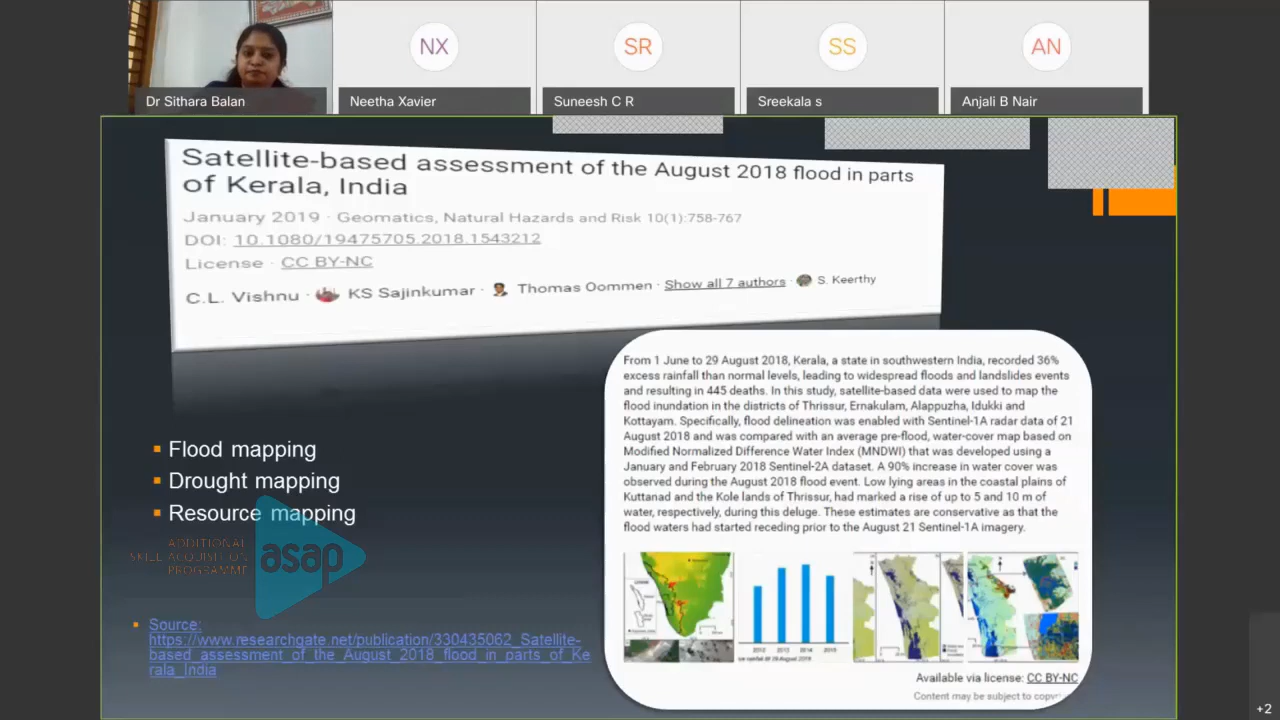 NX
SR
SS
AN
Dr Sithara Balan
Neetha Xavier
Suneesh C R
Sreekala s
Anjali B Nair
Satellite-based assessment of the August 2018 flood in parts
of Kerala, India
January 2019 · Geomatics, Natural Hazards and Risk 10(1):758-767
DOI: 10.1080/19475705.2018.1543212
License · CC BY-NC
C.L. Vishnu · KS Sajinkumar · Thomas Oommen · Show all 7 authors · S. Keerthy
From 1 June to 29 August 2018, Kerala, a state in southwestern India, recorded 36%
excess rainfall than normal levels, leading to widespread floods and landslides events
and resulting in 445 deaths. In this study, satellite-based data were used to map the
flood inundation in the districts of Thrissur, Ernakulam, Alappuzha, Idukki and
Kottayam. Specifically, flood delineation was enabled with Sentinel-1A radar data of 21
August 2018 and was compared with an average pre-flood, water-cover map based on
Modified Normalized Difference Water Index (MNDWI) that was developed using a
January and February 2018 Sentinel-2A dataset. A 90% increase in water cover was
observed during the August 2018 flood event. Low lying areas in the coastal plains of
Kuttanad and the Kole lands of Thrissur, had marked a rise of up to 5 and 10 m of
water, respectively, during this deluge. These estimates are conservative as that the
flood waters had started receding prior to the August 21 Sentinel-1A imagery.
Available via license: CC BY-NC
Content may be subject to
▪ Flood mapping
▪ Drought mapping
▪ Resource mapping
ADDITIONAL
SKILL ACQUISITION
PROGRAMME
asap
▪ Source:
https://www.researchgate.net/publication/330435062_Satellite-
based_assessment_of_the_August_2018_flood_in_parts_of_Ke
rala_India
+2